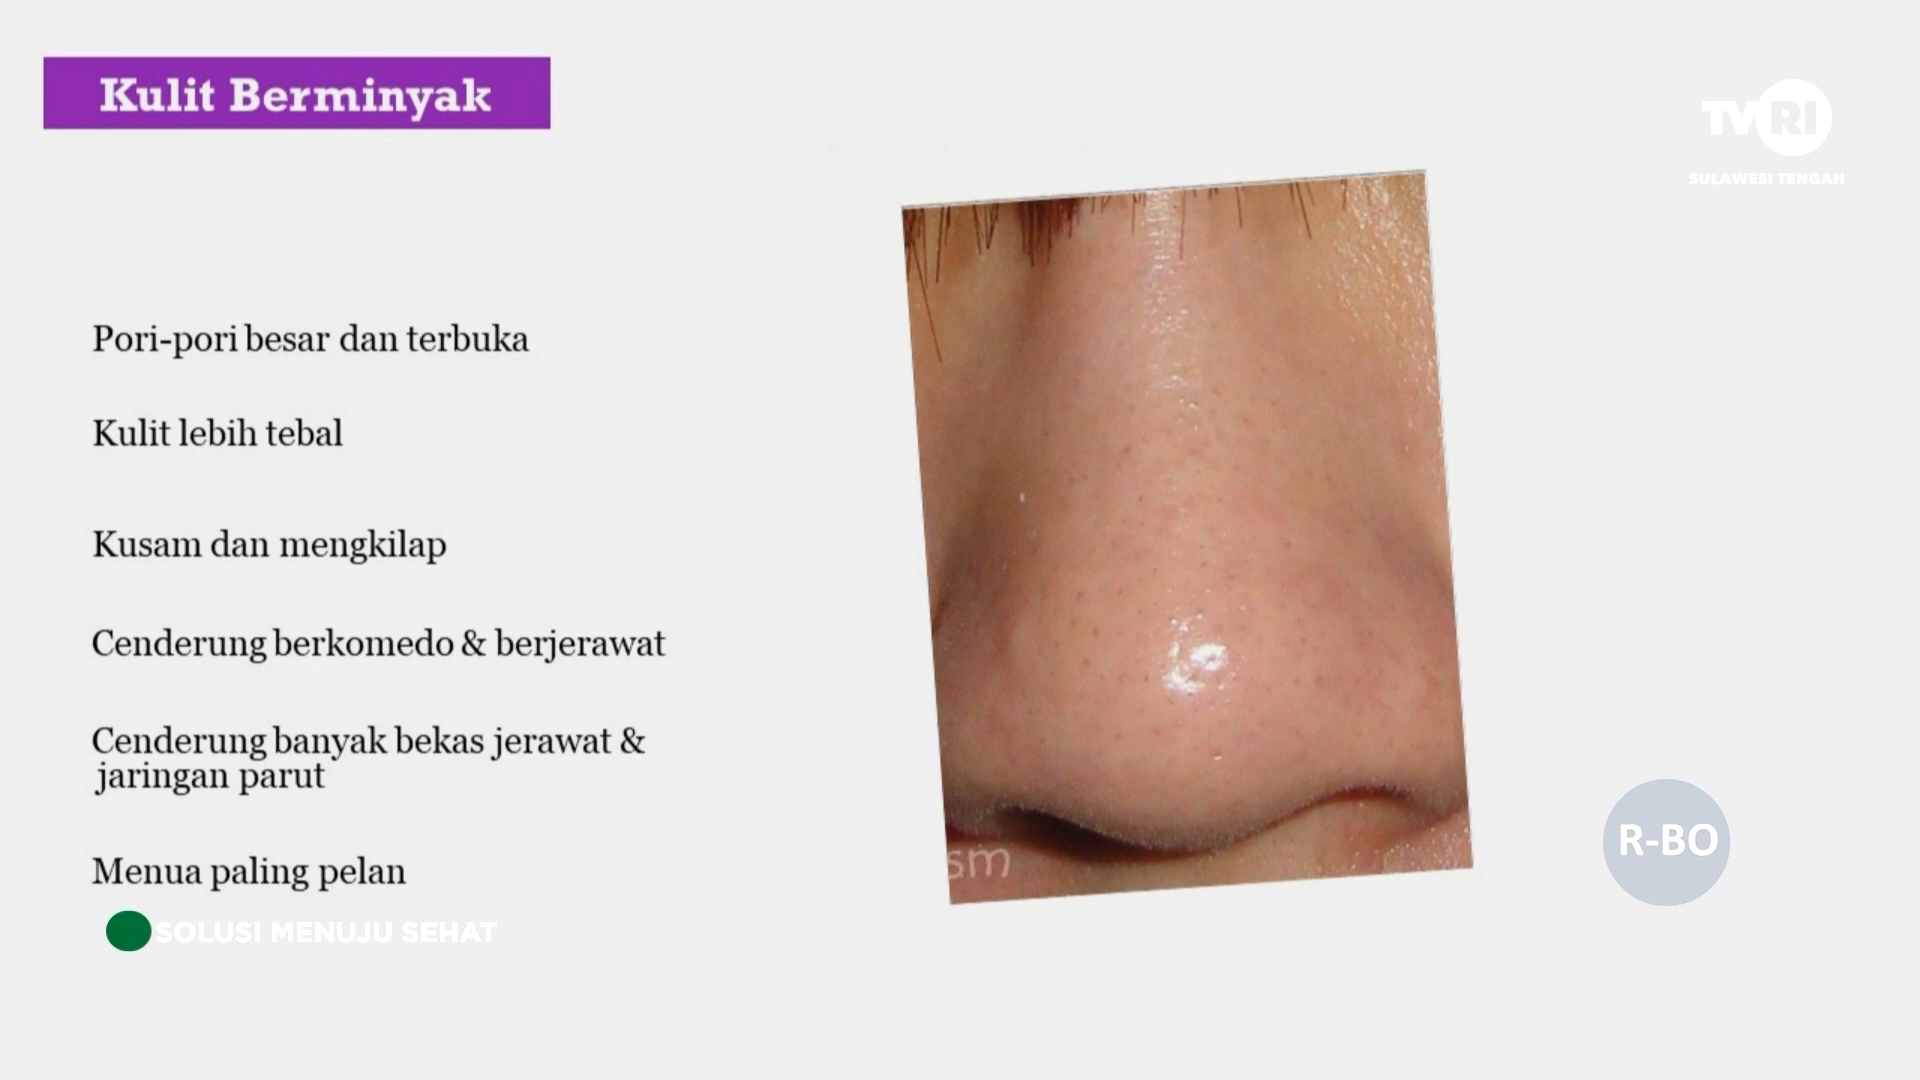 Kulit Berminyak
TVRI
SULAWESI TENGAH
Pori-pori besar dan terbuka
Kulit lebih tebal
Kusam dan mengkilap
Cenderung berkomedo & berjerawat
Cenderung banyak bekas jerawat &
jaringan parut
Menua paling pelan
sm
R-BO
SOLUSI MENUJU SEHAT